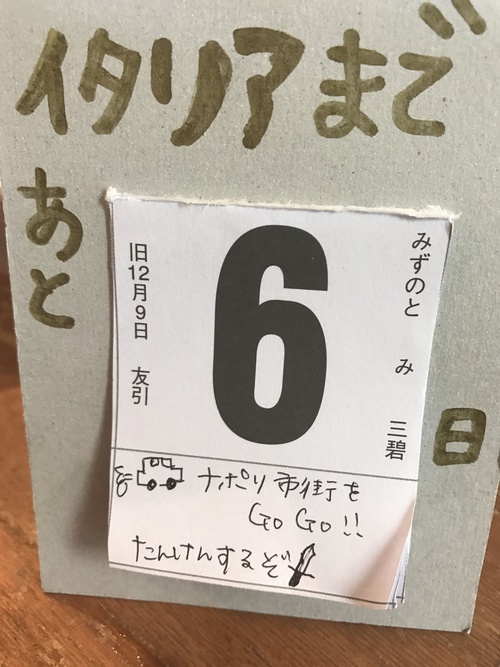 イタリアまで
あと
6
日
みずのと み 三碧
旧12月9日 友引
ナポリ市街を
GO GO!!
たんけんするぞ